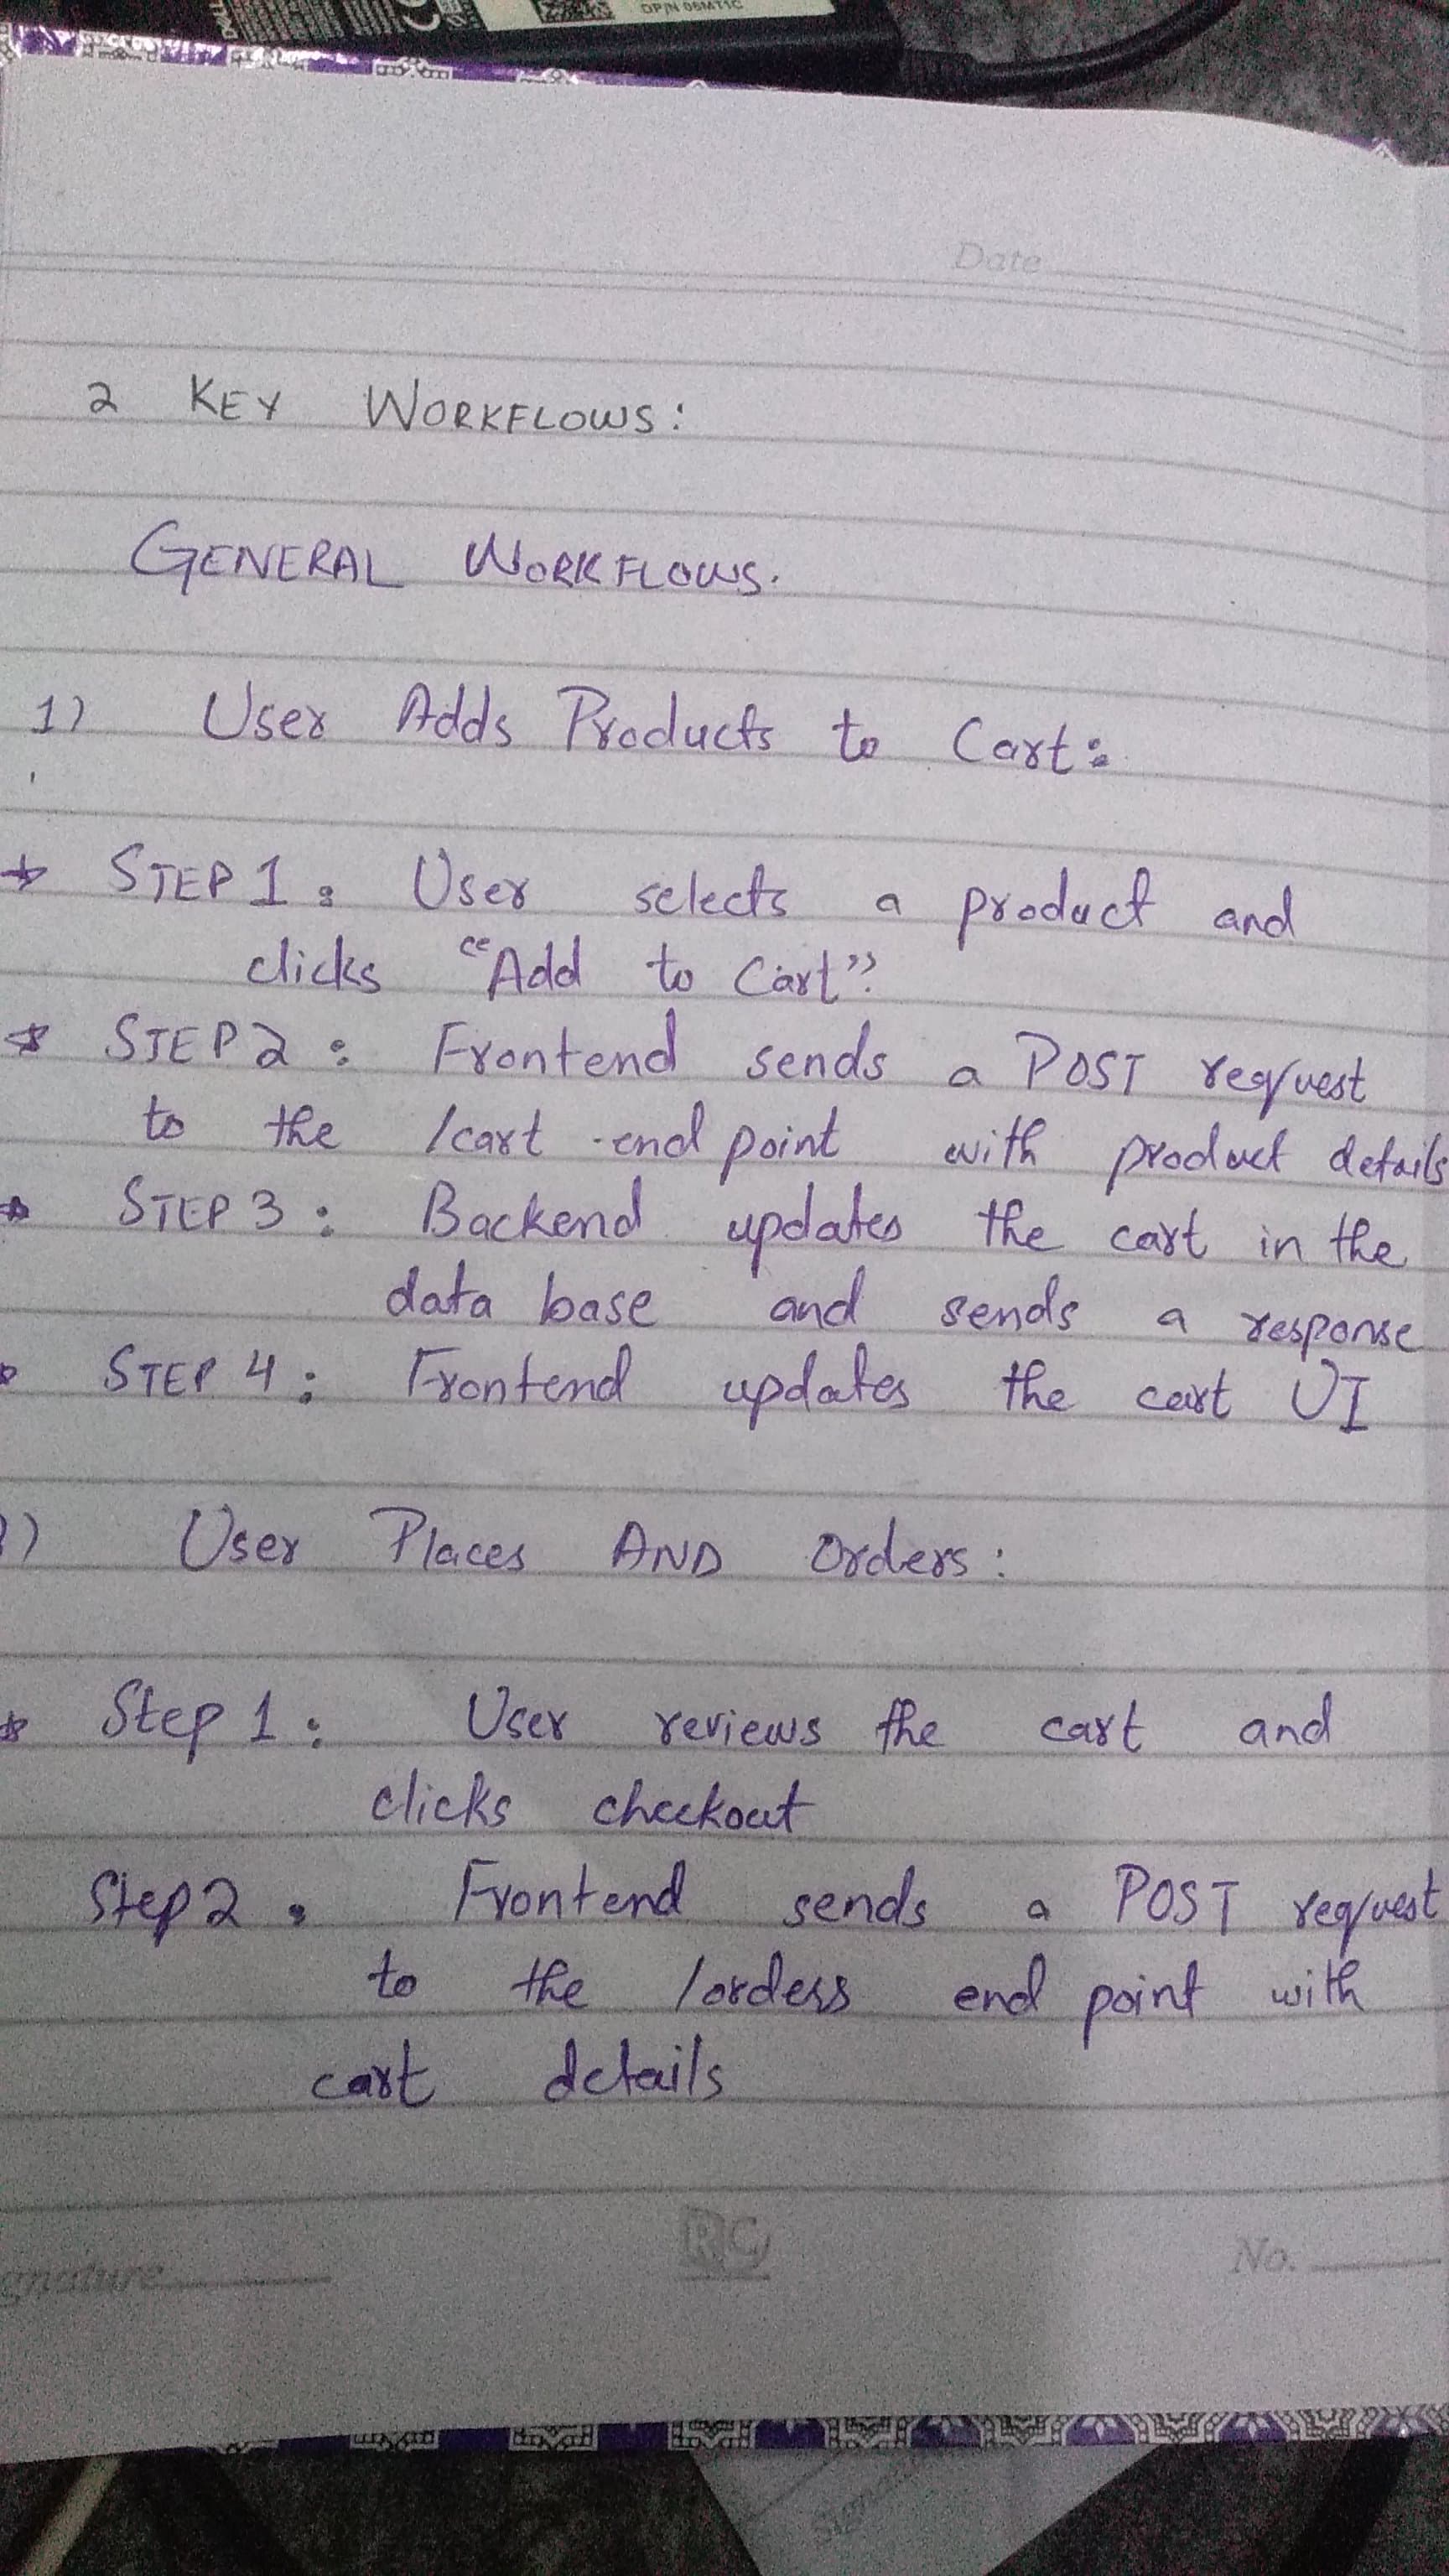 DP/N 06MT1C
Date
2 KEY WORKFLOWS:
GENERAL WORKFLOWS.
1) User Adds Products to Cart:
STEP 1: User selects a product and
clicks "Add to Cart"
STEP 2: Frontend sends a POST request
to the /cart end point with product details
STEP 3: Backend updates the cart in the
data base and sends a response
STEP 4: Frontend updates the cart UI
) User Places AND Orders:
Step 1: User reviews the cart and
clicks checkout
Step 2: Frontend sends a POST request
to the /orders end point with
cart details
gnature
RC
No.